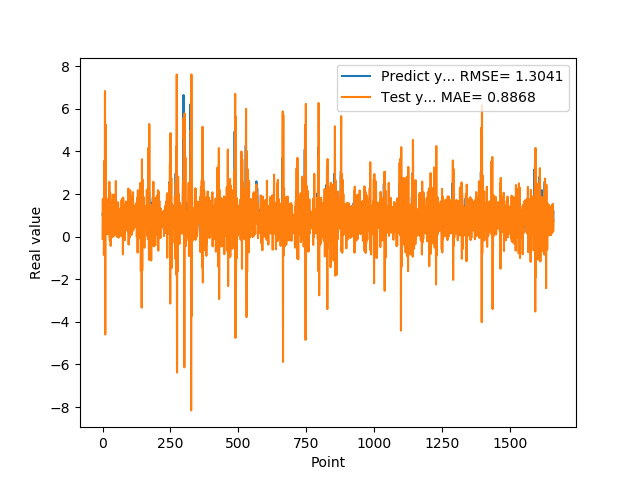 Predict y... RMSE= 1.3041
Test y... MAE= 0.8868
8
6
4
2
0
−2
−4
−6
−8
Real value
0 250 500 750 1000 1250 1500
Point